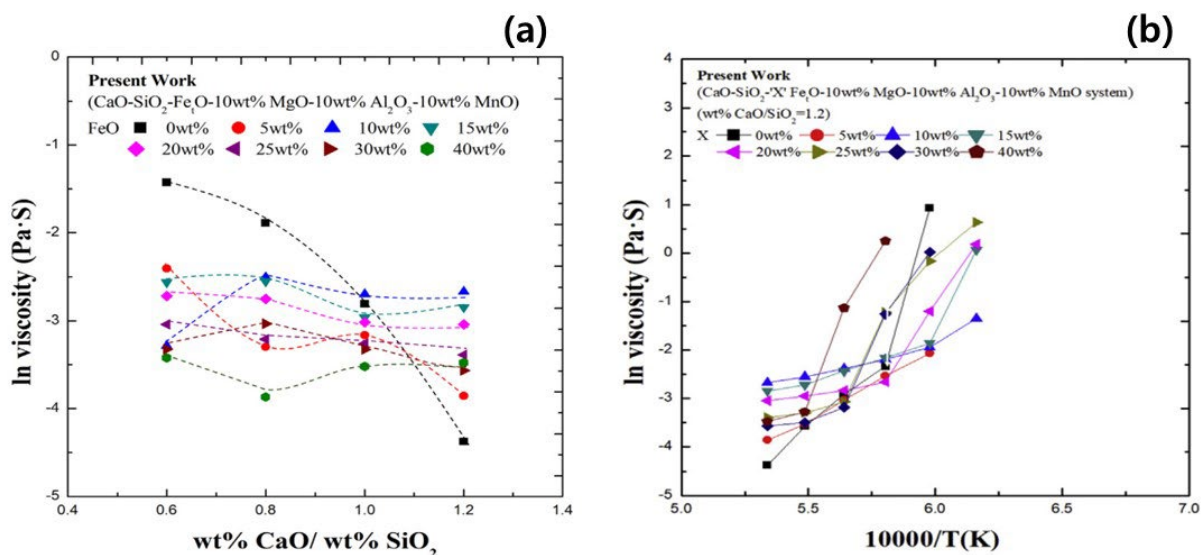 (a)
Present Work
(CaO-SiO₂-FeₜO-10wt% MgO-10wt% Al₂O₃-10wt% MnO)
FeO 0wt% 5wt% 10wt% 15wt%
20wt% 25wt% 30wt% 40wt%
ln viscosity (Pa·S)
0
-1
-2
-3
-4
-5
0.4 0.6 0.8 1.0 1.2 1.4
wt% CaO/ wt% SiO₂
(b)
Present Work
(CaO-SiO₂-'X' FeₜO-10wt% MgO-10wt% Al₂O₃-10wt% MnO system)
(wt% CaO/SiO₂=1.2)
X 0wt% 5wt% 10wt% 15wt%
20wt% 25wt% 30wt% 40wt%
ln viscosity (Pa·S)
4
3
2
1
0
-1
-2
-3
-4
-5
5.0 5.5 6.0 6.5 7.0
10000/T(K)